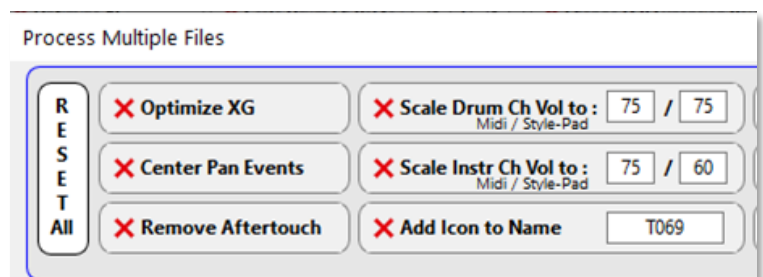 Process Multiple Files
RESET All
Optimize XG
Scale Drum Ch Vol to : 75 / 75
Midi / Style-Pad
Center Pan Events
Scale Instr Ch Vol to : 75 / 60
Midi / Style-Pad
Remove Aftertouch
Add Icon to Name T069